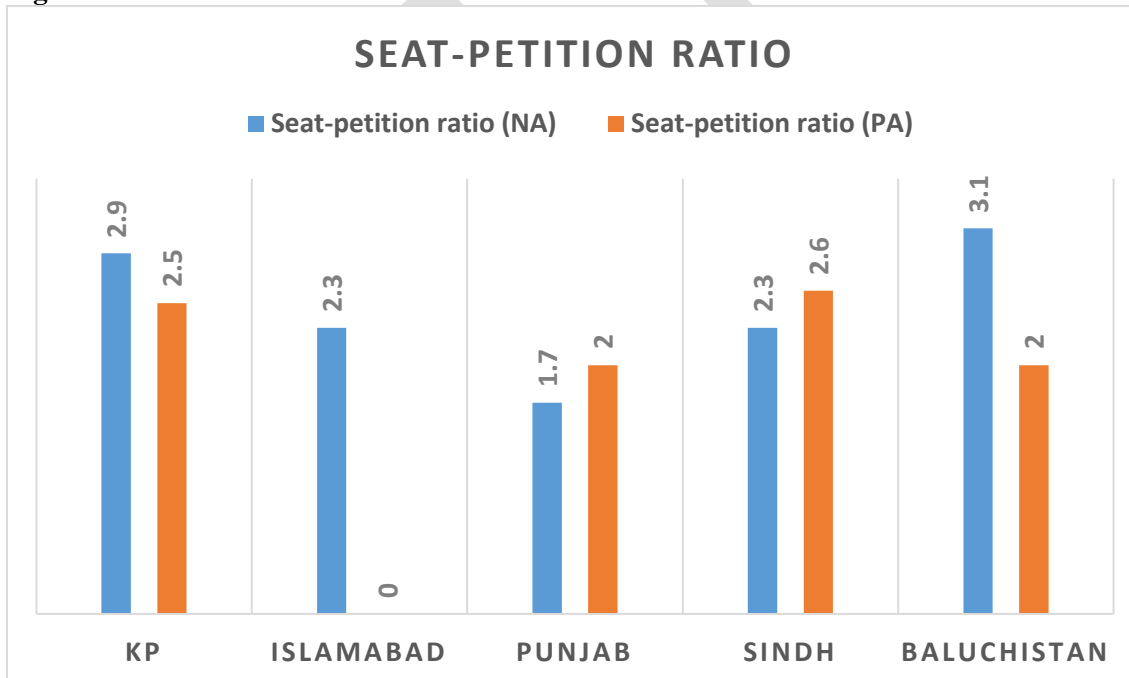 SEAT-PETITION RATIO
Seat-petition ratio (NA) Seat-petition ratio (PA)
2.9 2.5 2.3 0 1.7 2 2.3 2.6 3.1 2
KP ISLAMABAD PUNJAB SINDH BALUCHISTAN